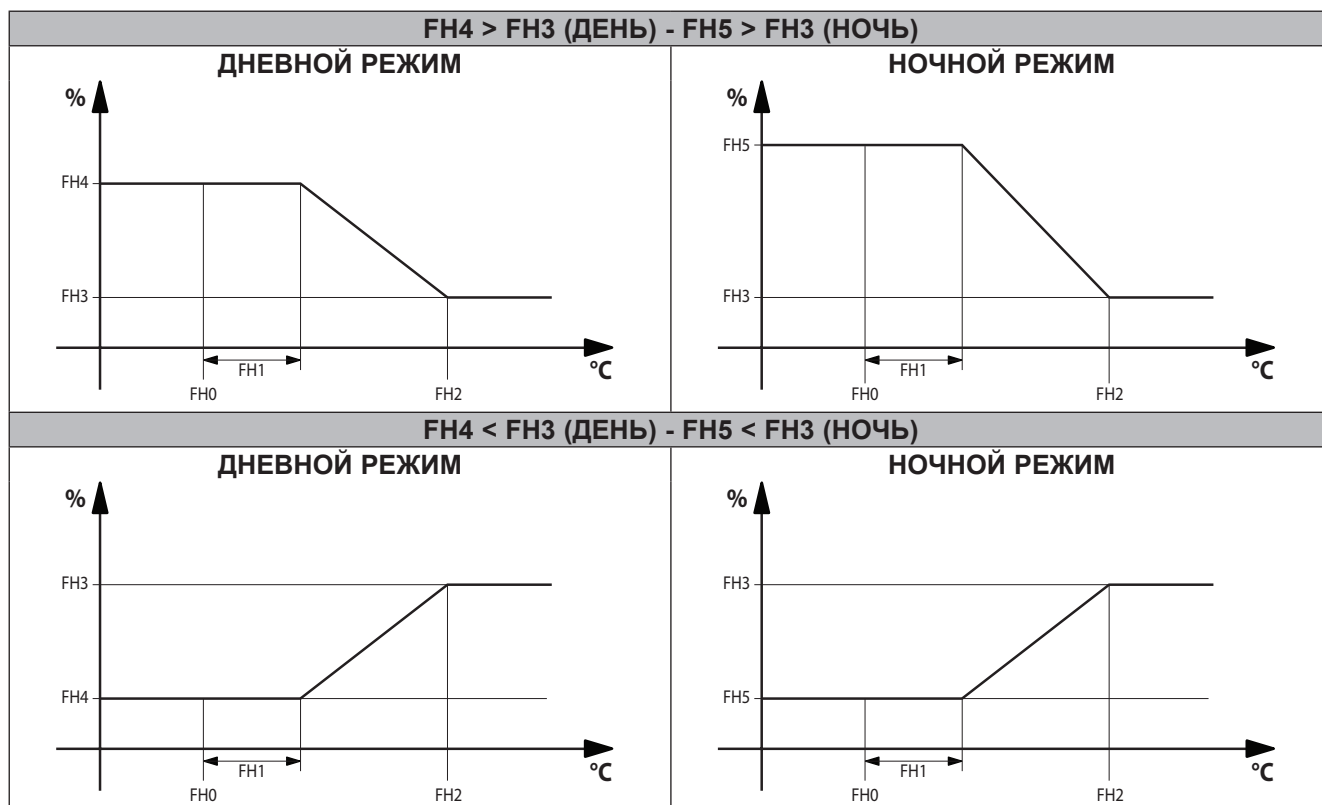 FH4 > FH3 (ДЕНЬ) - FH5 > FH3 (НОЧЬ)
ДНЕВНОЙ РЕЖИМ
%
FH4
FH3
FH1
°C
FH0
FH2
НОЧНОЙ РЕЖИМ
%
FH5
FH3
FH1
°C
FH0
FH2
FH4 < FH3 (ДЕНЬ) - FH5 < FH3 (НОЧЬ)
ДНЕВНОЙ РЕЖИМ
%
FH3
FH4
FH1
°C
FH0
FH2
НОЧНОЙ РЕЖИМ
%
FH3
FH5
FH1
°C
FH0
FH2